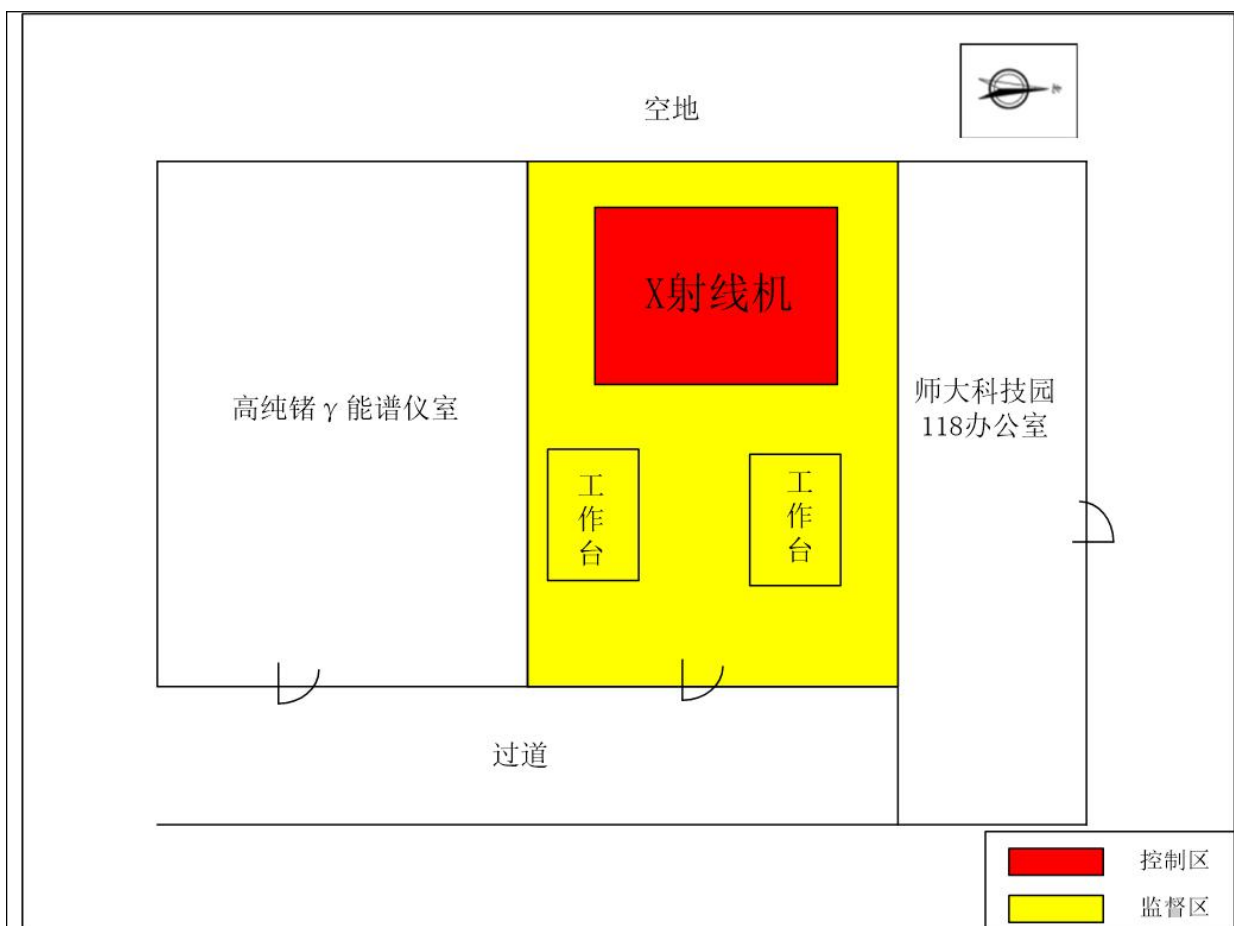 空地
北
X射线机
高纯锗γ能谱仪室
师大科技园
118办公室
工作台
工作台
过道
控制区
监督区